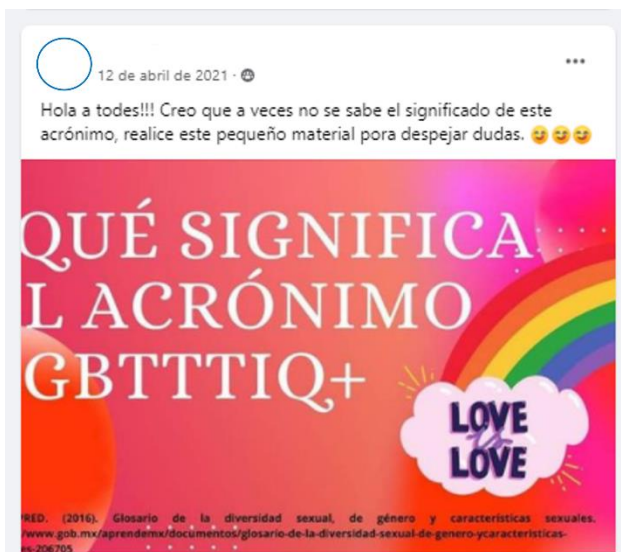 12 de abril de 2021 ·
Hola a todes!!! Creo que a veces no se sabe el significado de este
acrónimo, realice este pequeño material pora despejar dudas. 😅😅😅
QUÉ SIGNIFICA
L ACRÓNIMO
GBTTTIQ+
LOVE
is
LOVE
RED. (2016). Glosario de la diversidad sexual, de género y características sexuales.
/www.gob.mx/aprendemx/documentos/glosario-de-la-diversidad-sexual-de-genero-ycaracteristicas-
es-206705